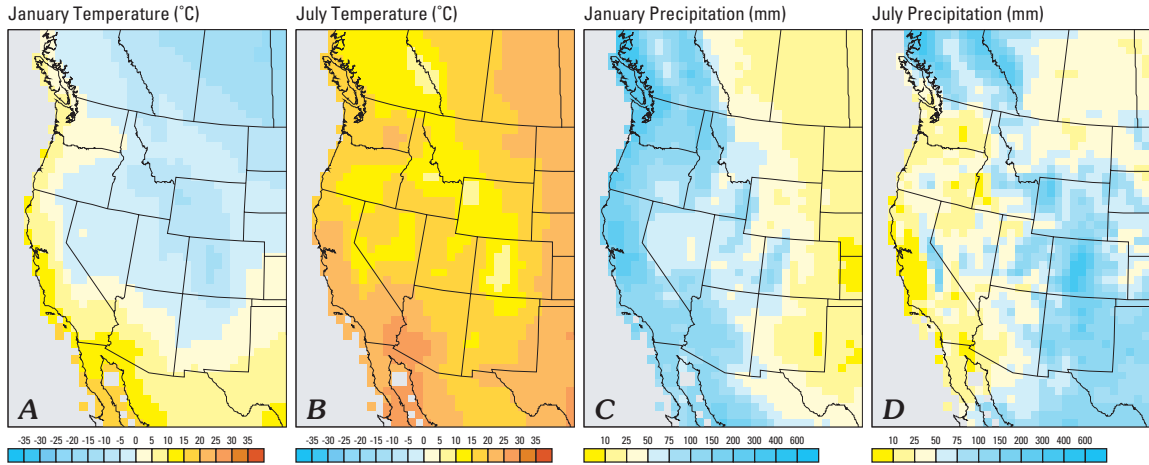 January Temperature (˚C) July Temperature (˚C) January Precipitation (mm) July Precipitation (mm)
A B C D
-35 -30 -20 -15 -10 -5 0 5 10 15 20 25 30 35 -35 -30 -20 -15 -10 -5 0 5 10 15 20 25 30 35 10 25 50 75 100 150 200 300 400 600 10 25 50 75 100 150 200 300 400 600